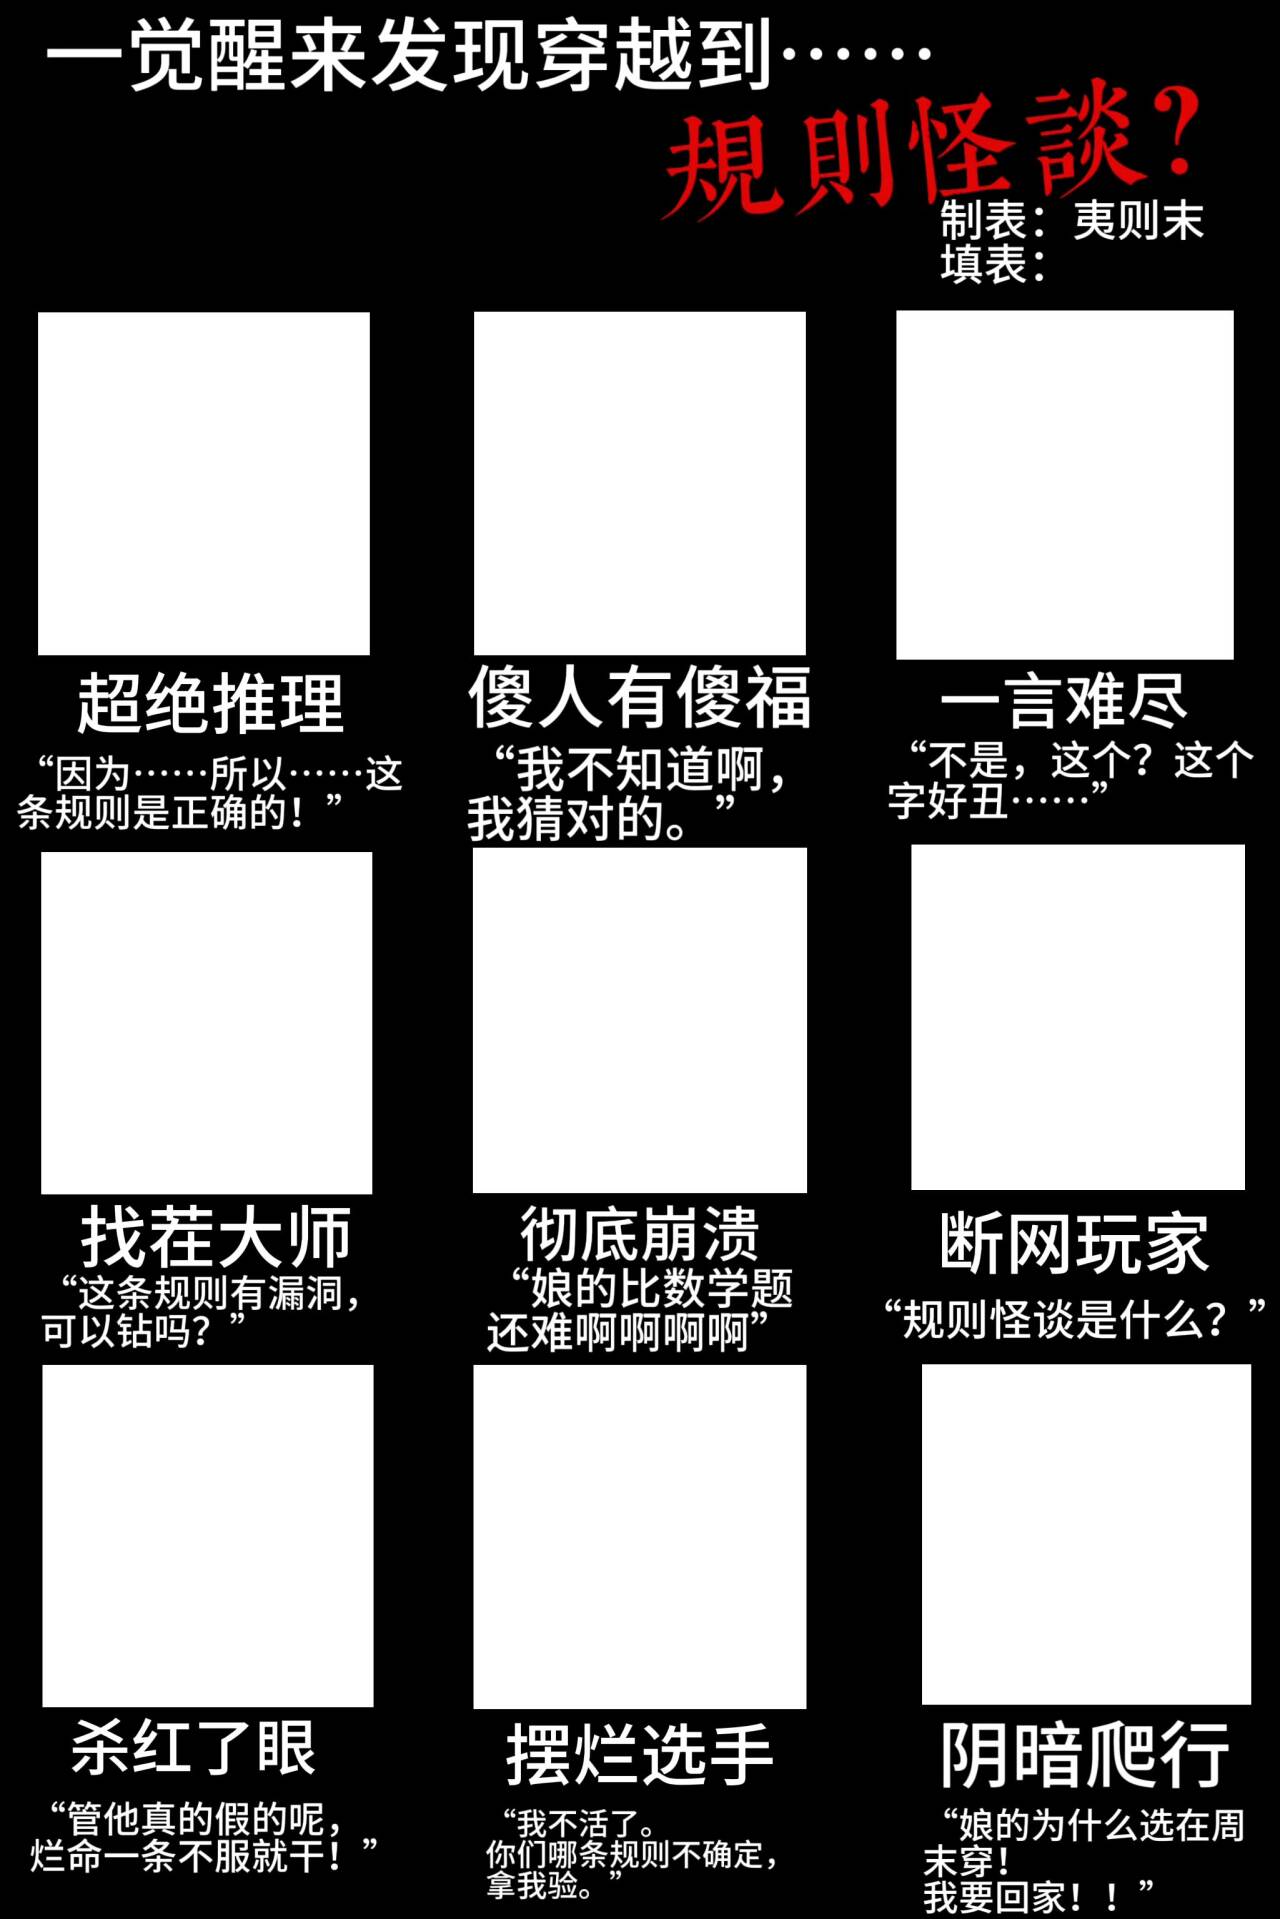 一觉醒来发现穿越到……
規則怪談？
制表：夷则末
填表：
超绝推理
“因为……所以……这
条规则是正确的！”
傻人有傻福
“我不知道啊，
我猜对的。”
一言难尽
“不是，这个？这个
字好丑……”
找茬大师
“这条规则有漏洞，
可以钻吗？”
彻底崩溃
“娘的比数学题
还难啊啊啊啊”
断网玩家
“规则怪谈是什么？”
杀红了眼
“管他真的假的呢，
烂命一条不服就干！”
摆烂选手
“我不活了。
你们哪条规则不确定，
拿我验。”
阴暗爬行
“娘的为什么选在周
末穿！
我要回家！！”